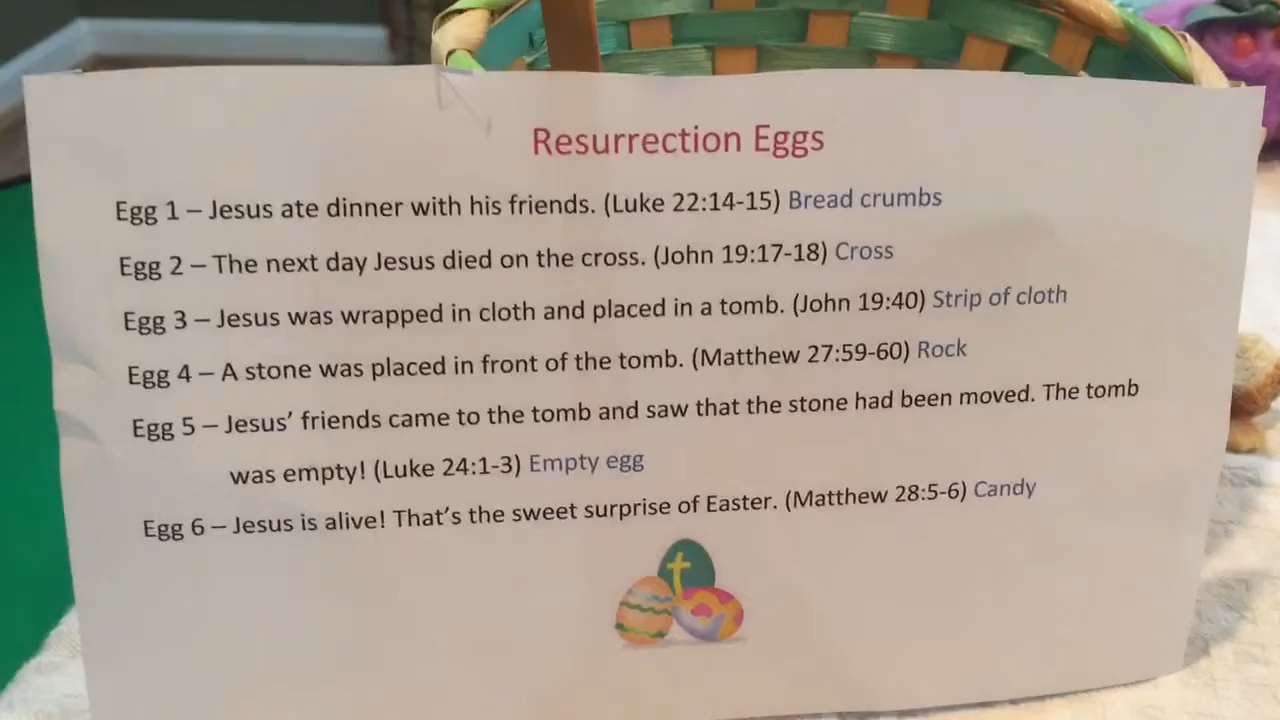 Resurrection Eggs
Egg 1 – Jesus ate dinner with his friends. (Luke 22:14-15) Bread crumbs
Egg 2 – The next day Jesus died on the cross. (John 19:17-18) Cross
Egg 3 – Jesus was wrapped in cloth and placed in a tomb. (John 19:40) Strip of cloth
Egg 4 – A stone was placed in front of the tomb. (Matthew 27:59-60) Rock
Egg 5 – Jesus’ friends came to the tomb and saw that the stone had been moved. The tomb
was empty! (Luke 24:1-3) Empty egg
Egg 6 – Jesus is alive! That’s the sweet surprise of Easter. (Matthew 28:5-6) Candy